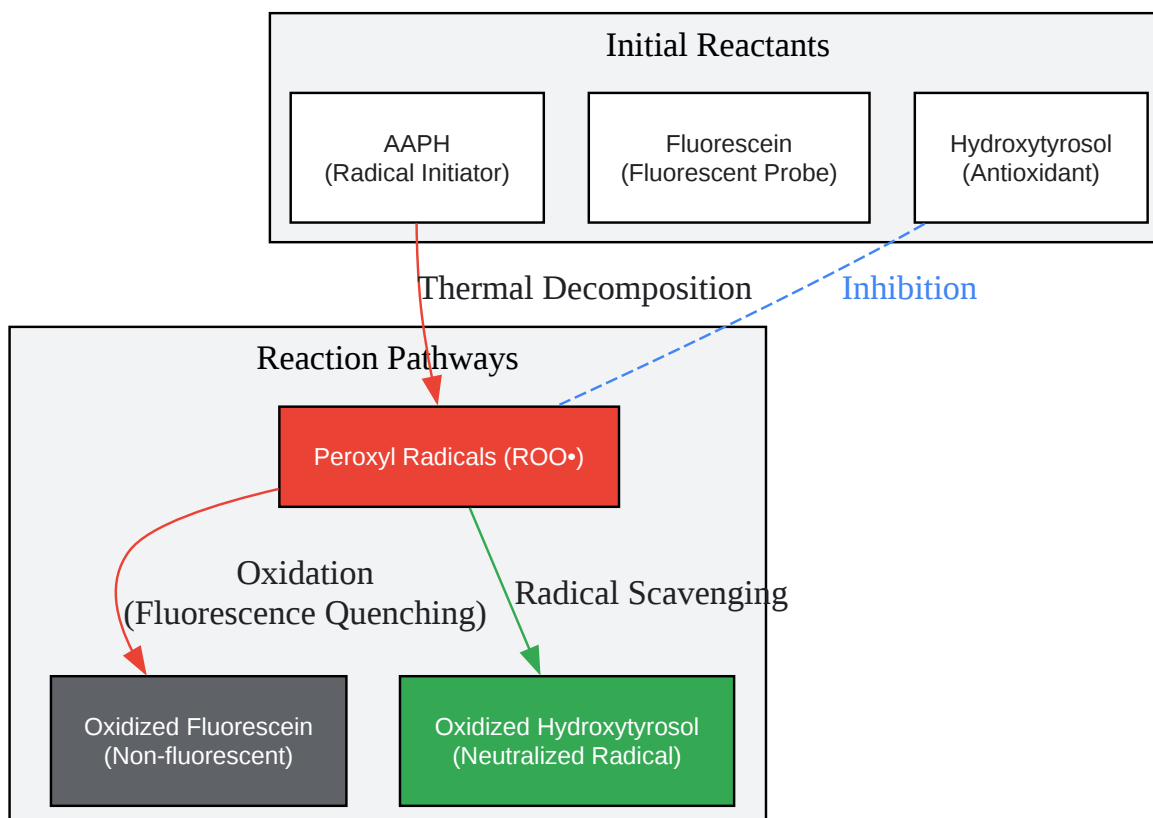 Initial Reactants
AAPH
(Radical Initiator)
Fluorescein
(Fluorescent Probe)
Hydroxytyrosol
(Antioxidant)
Thermal Decomposition
Inhibition
Reaction Pathways
Peroxyl Radicals (ROO•)
Oxidation
(Fluorescence Quenching)
Radical Scavenging
Oxidized Fluorescein
(Non-fluorescent)
Oxidized Hydroxytyrosol
(Neutralized Radical)